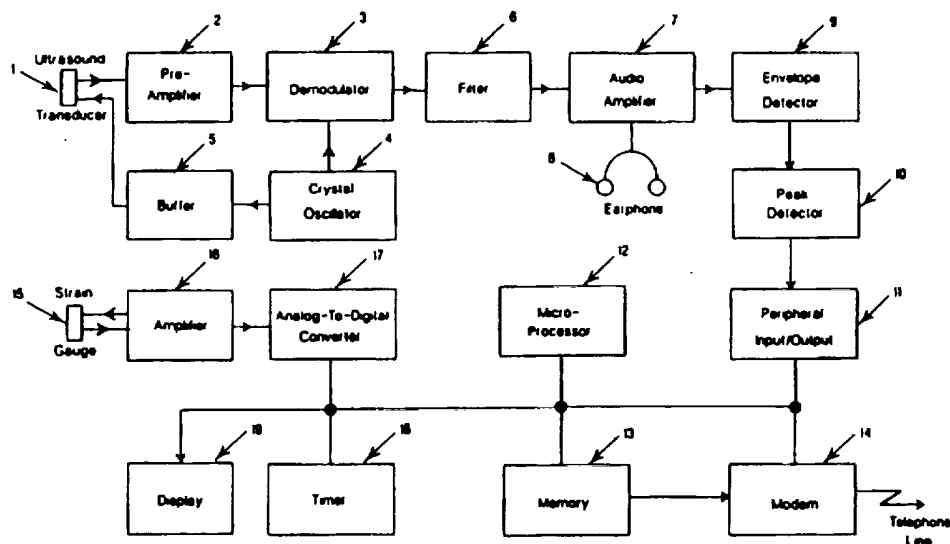 2
3
6
7
9
Ultrasound
1
Transducer
Pre-
Amplifier
Demodulator
Filter
Audio
Amplifier
Envelope
Detector
5
4
8
Earphone
10
Buffer
Crystal
Oscillator
Peak
Detector
16
17
12
15
Strain
Gauge
Amplifier
Analog-To-Digital
Converter
Micro-
Processor
11
Peripheral
Input/Output
19
18
13
14
Display
Timer
Memory
Modem
Telephone
Line